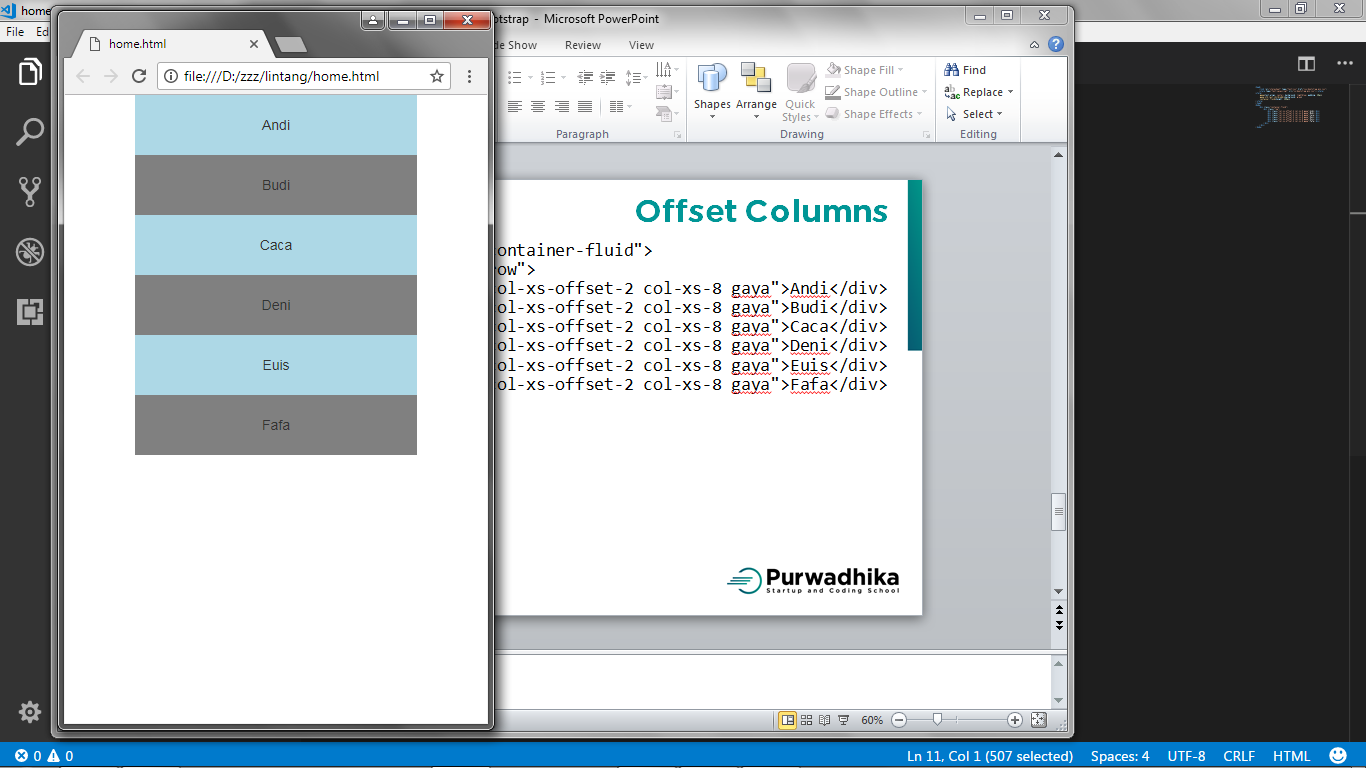 home
File Ed
home.html
file:///D:/zzz/lintang/home.html
Andi
Budi
Caca
Deni
Euis
Fafa
otstrap - Microsoft PowerPoint
de Show Review View
Shapes Arrange Quick Styles
Shape Fill
Shape Outline
Shape Effects
Find
Replace
Select
Paragraph Drawing Editing
Offset Columns
ontainer-fluid">
ow">
ol-xs-offset-2 col-xs-8 gaya">Andi</div>
ol-xs-offset-2 col-xs-8 gaya">Budi</div>
ol-xs-offset-2 col-xs-8 gaya">Caca</div>
ol-xs-offset-2 col-xs-8 gaya">Deni</div>
ol-xs-offset-2 col-xs-8 gaya">Euis</div>
ol-xs-offset-2 col-xs-8 gaya">Fafa</div>
Purwadhika
Startup and Coding School
60%
0 0 Ln 11, Col 1 (507 selected) Spaces: 4 UTF-8 CRLF HTML